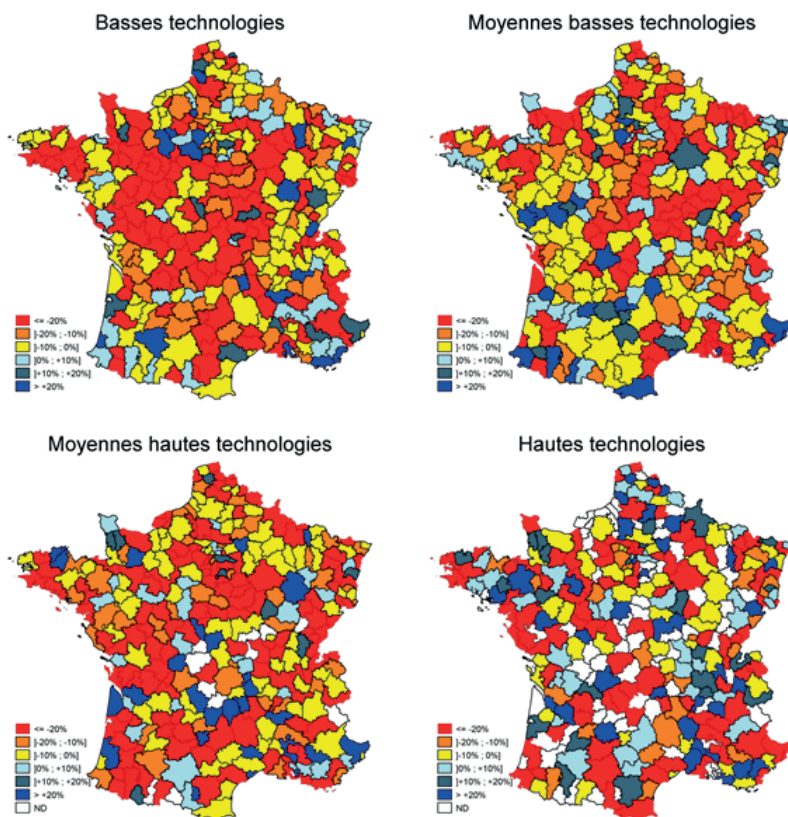 Basses technologies
<= -20%
]-20% ; -10%]
]-10% ; 0%]
]0% ; +10%]
]+10% ; +20%]
> +20%
Moyennes basses technologies
<= -20%
]-20% ; -10%]
]-10% ; 0%]
]0% ; +10%]
]+10% ; +20%]
> +20%
Moyennes hautes technologies
<= -20%
]-20% ; -10%]
]-10% ; 0%]
]0% ; +10%]
]+10% ; +20%]
> +20%
ND
Hautes technologies
<= -20%
]-20% ; -10%]
]-10% ; 0%]
]0% ; +10%]
]+10% ; +20%]
> +20%
ND